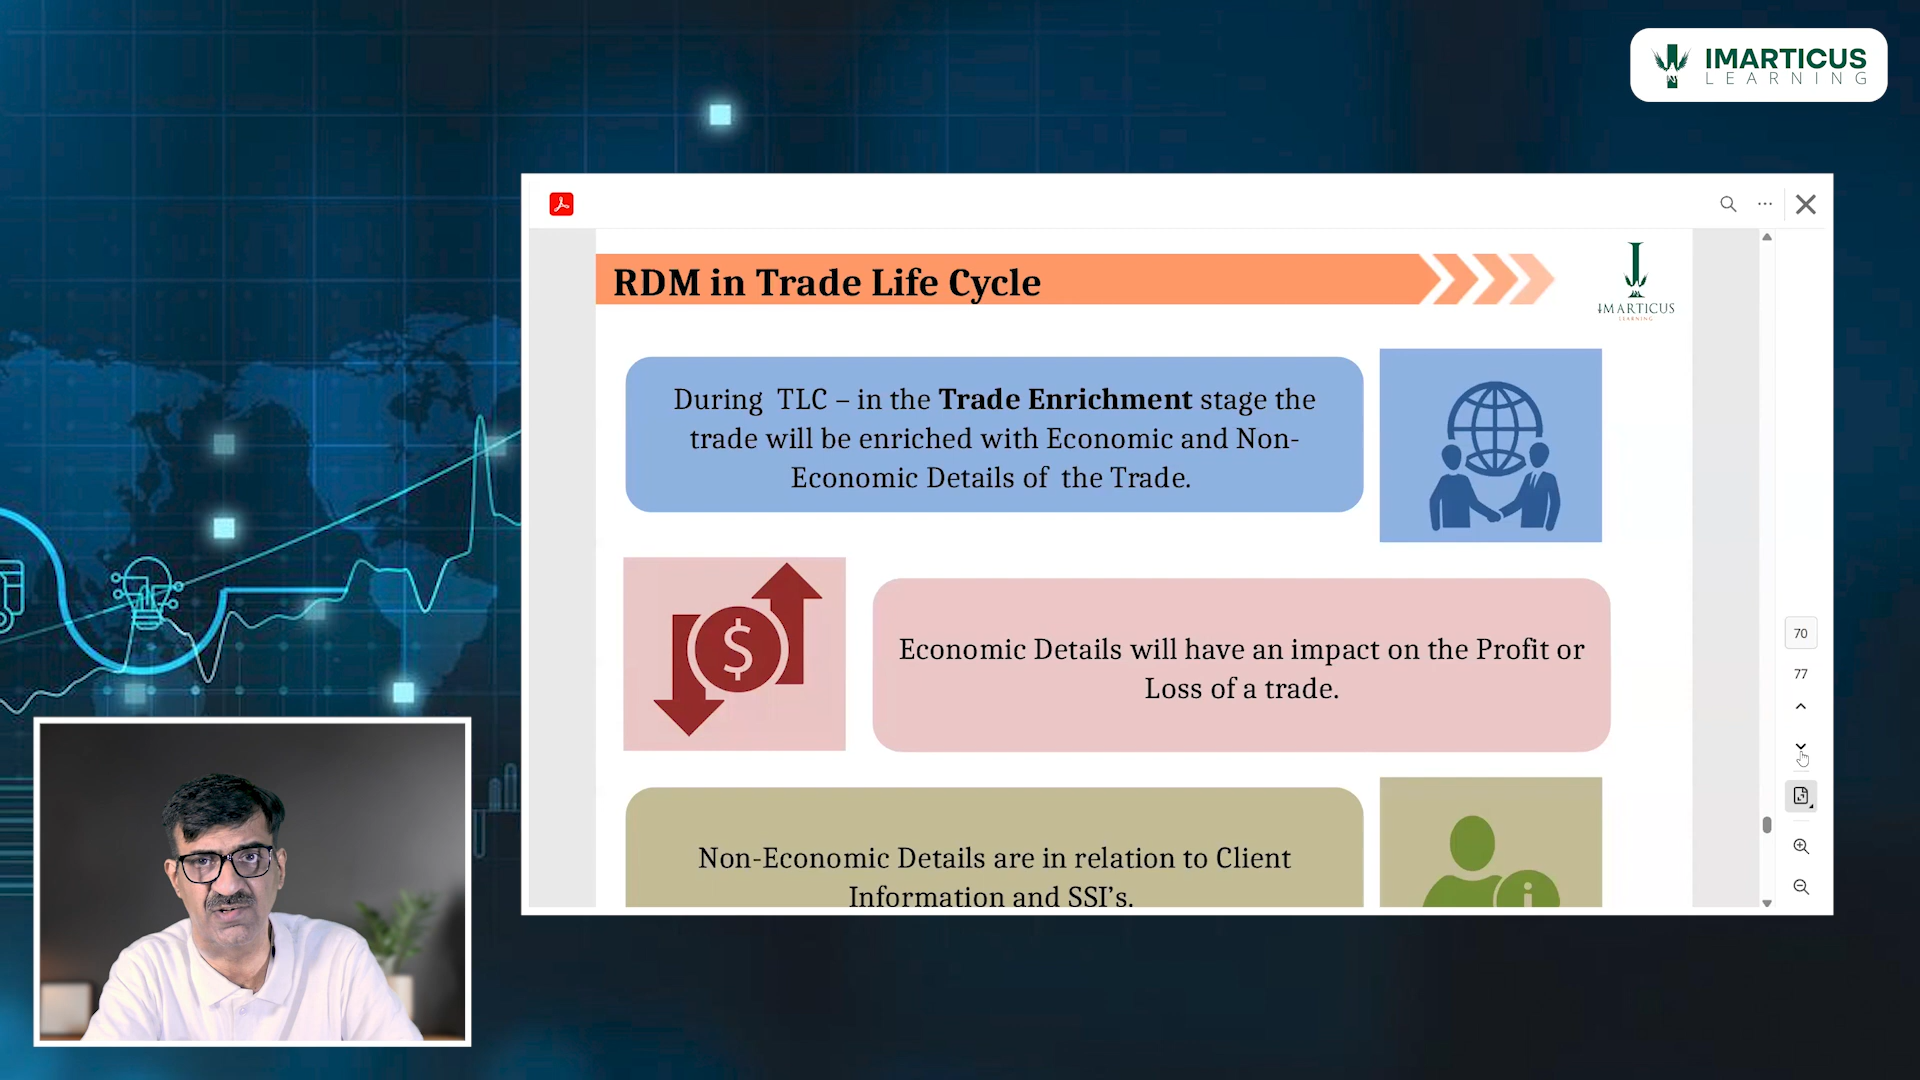 IMARTICUS
LEARNING
RDM in Trade Life Cycle
IMARTICUS
LEARNING
During TLC – in the Trade Enrichment stage the
trade will be enriched with Economic and Non-
Economic Details of the Trade.
$
Economic Details will have an impact on the Profit or
Loss of a trade.
70
77
Non-Economic Details are in relation to Client
Information and SSI's.
i